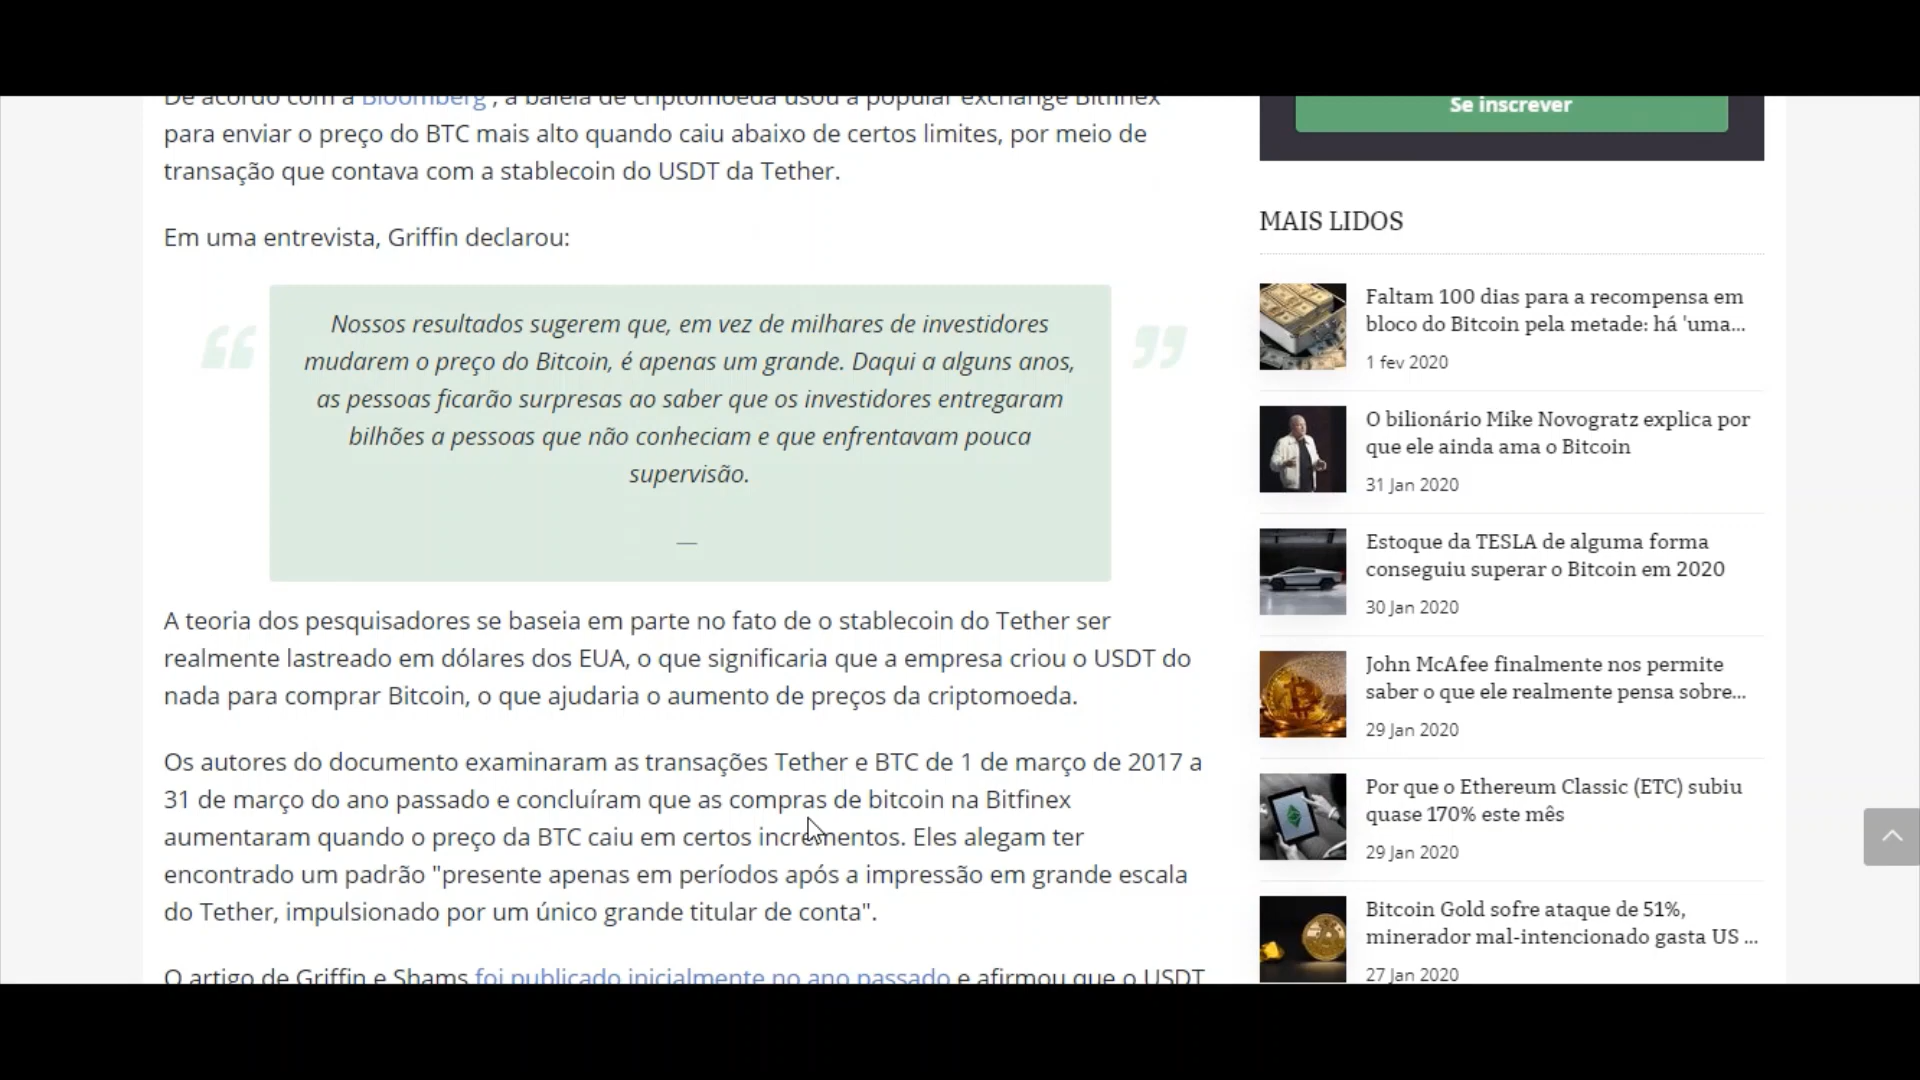 De acordo com a Bloomberg , a baleia de criptomoeda usou a popular exchange Bitfinex
para enviar o preço do BTC mais alto quando caiu abaixo de certos limites, por meio de
transação que contava com a stablecoin do USDT da Tether.
Em uma entrevista, Griffin declarou:
“
Nossos resultados sugerem que, em vez de milhares de investidores
mudarem o preço do Bitcoin, é apenas um grande. Daqui a alguns anos,
as pessoas ficarão surpresas ao saber que os investidores entregaram
bilhões a pessoas que não conheciam e que enfrentavam pouca
supervisão.
”
—
A teoria dos pesquisadores se baseia em parte no fato de o stablecoin do Tether ser
realmente lastreado em dólares dos EUA, o que significaria que a empresa criou o USDT do
nada para comprar Bitcoin, o que ajudaria o aumento de preços da criptomoeda.
Os autores do documento examinaram as transações Tether e BTC de 1 de março de 2017 a
31 de março do ano passado e concluíram que as compras de bitcoin na Bitfinex
aumentaram quando o preço da BTC caiu em certos incrementos. Eles alegam ter
encontrado um padrão "presente apenas em períodos após a impressão em grande escala
do Tether, impulsionado por um único grande titular de conta".
O artigo de Griffin e Shams foi publicado inicialmente no ano passado e afirmou que o USDT
Se inscrever
MAIS LIDOS
Faltam 100 dias para a recompensa em
bloco do Bitcoin pela metade: há 'uma...
1 fev 2020
O bilionário Mike Novogratz explica por
que ele ainda ama o Bitcoin
31 Jan 2020
Estoque da TESLA de alguma forma
conseguiu superar o Bitcoin em 2020
30 Jan 2020
John McAfee finalmente nos permite
saber o que ele realmente pensa sobre...
29 Jan 2020
Por que o Ethereum Classic (ETC) subiu
quase 170% este mês
29 Jan 2020
Bitcoin Gold sofre ataque de 51%,
minerador mal-intencionado gasta US ...
27 Jan 2020